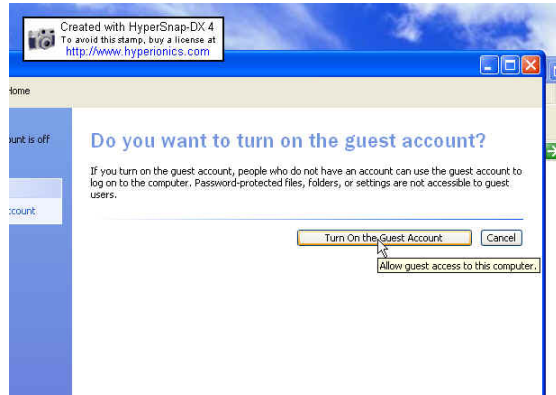 Created with HyperSnap-DX 4
To avoid this stamp, buy a license at
http://www.hyperionics.com
Home
ount is off
Do you want to turn on the guest account?
If you turn on the guest account, people who do not have an account can use the guest account to
log on to the computer. Password-protected files, folders, or settings are not accessible to guest
users.
ccount
Turn On the Guest Account
Cancel
Allow guest access to this computer.